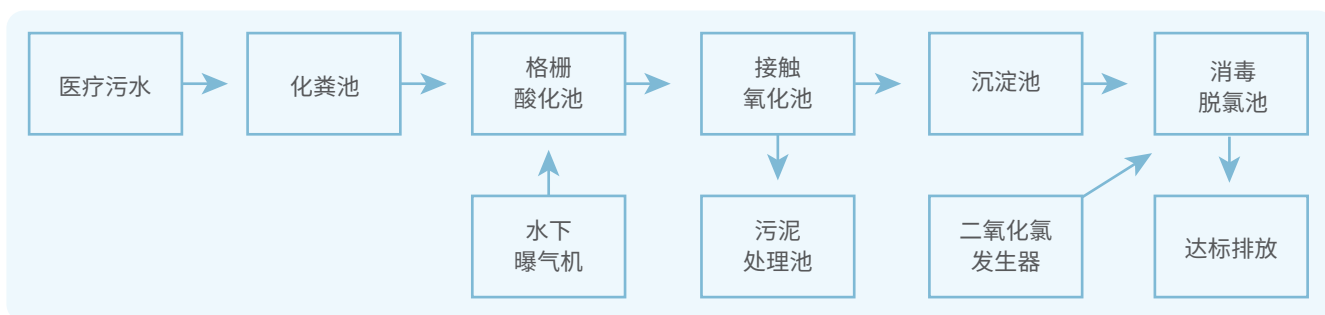 医疗污水
化粪池
格栅
酸化池
接触
氧化池
沉淀池
消毒
脱氯池
水下
曝气机
污泥
处理池
二氧化氯
发生器
达标排放